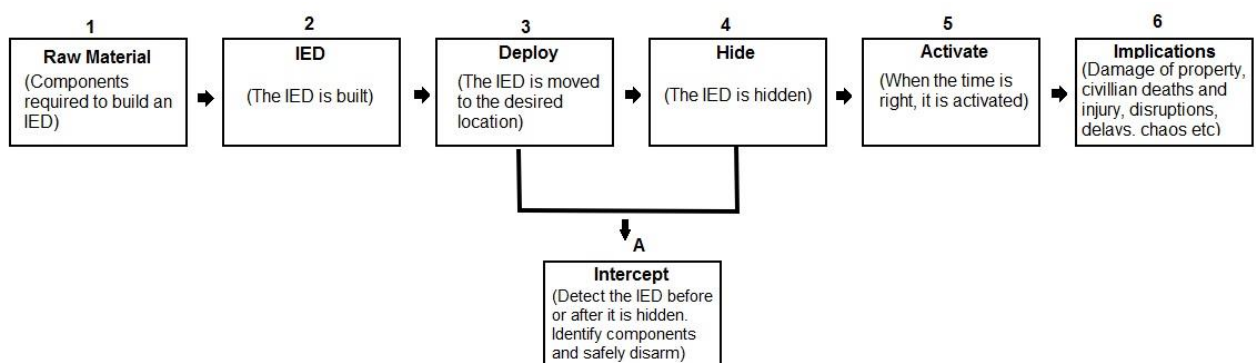 1
Raw Material
(Components
required to build an
IED)
2
IED
(The IED is built)
3
Deploy
(The IED is moved
to the desired
location)
4
Hide
(The IED is hidden)
5
Activate
(When the time is
right, it is activated)
6
Implications
(Damage of property,
civillian deaths and
injury, disruptions,
delays. chaos etc)
A
Intercept
(Detect the IED before
or after it is hidden.
Identify components
and safely disarm)